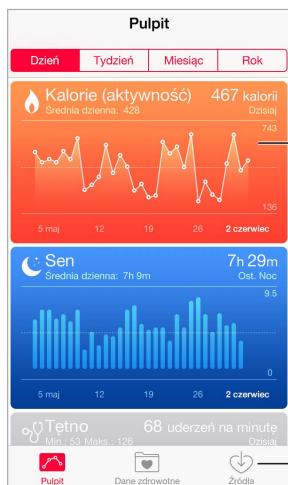 Pulpit
Dzień Tydzień Miesiąc Rok
Kalorie (aktywność) 467 kalorii
Średnia dzienna: 428 Dzisiaj
743
136
5 maj 12 19 26 2 czerwiec
Sen 7h 29m
Średnia dzienna: 7h 9m Ost. Noc
9.5
0
5 maj 12 19 26 2 czerwiec
Tętno 68 uderzeń na minutę
Min.: 53 Maks.: 126 Dzisiaj
Pulpit Dane zdrowotne Źródła